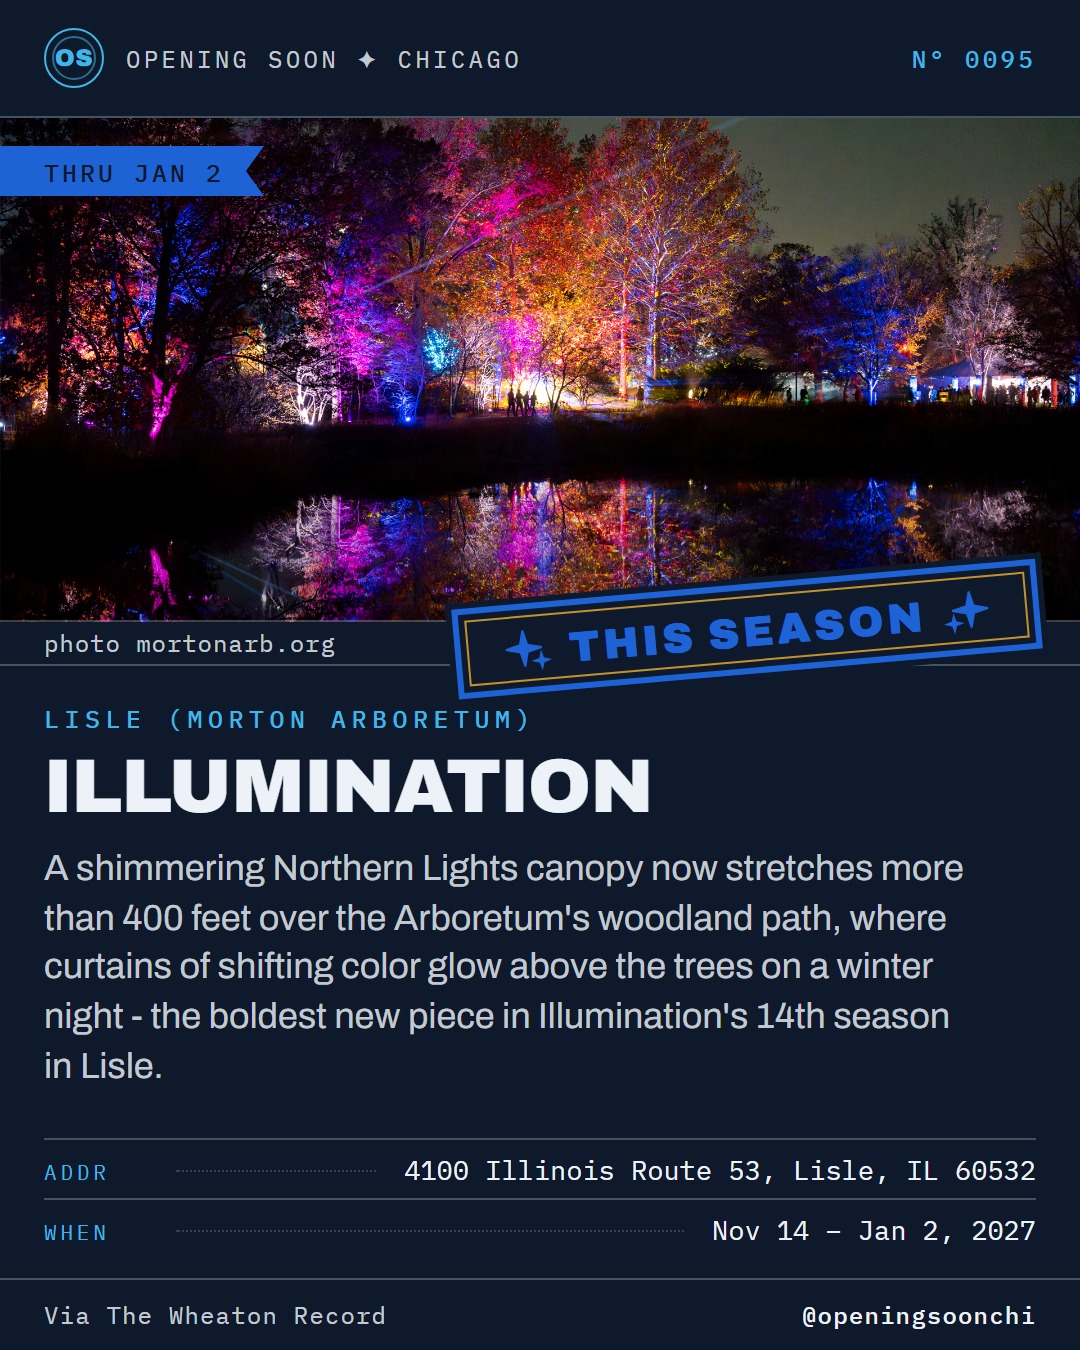 OS OPENING SOON ✦ CHICAGO
N° 0095
THRU JAN 2
THIS SEASON
photo mortonarb.org
LISLE (MORTON ARBORETUM)
ILLUMINATION
A shimmering Northern Lights canopy now stretches more
than 400 feet over the Arboretum's woodland path, where
curtains of shifting color glow above the trees on a winter
night - the boldest new piece in Illumination's 14th season
in Lisle.
ADDR 4100 Illinois Route 53, Lisle, IL 60532
WHEN Nov 14 – Jan 2, 2027
Via The Wheaton Record
@openingsoonchi